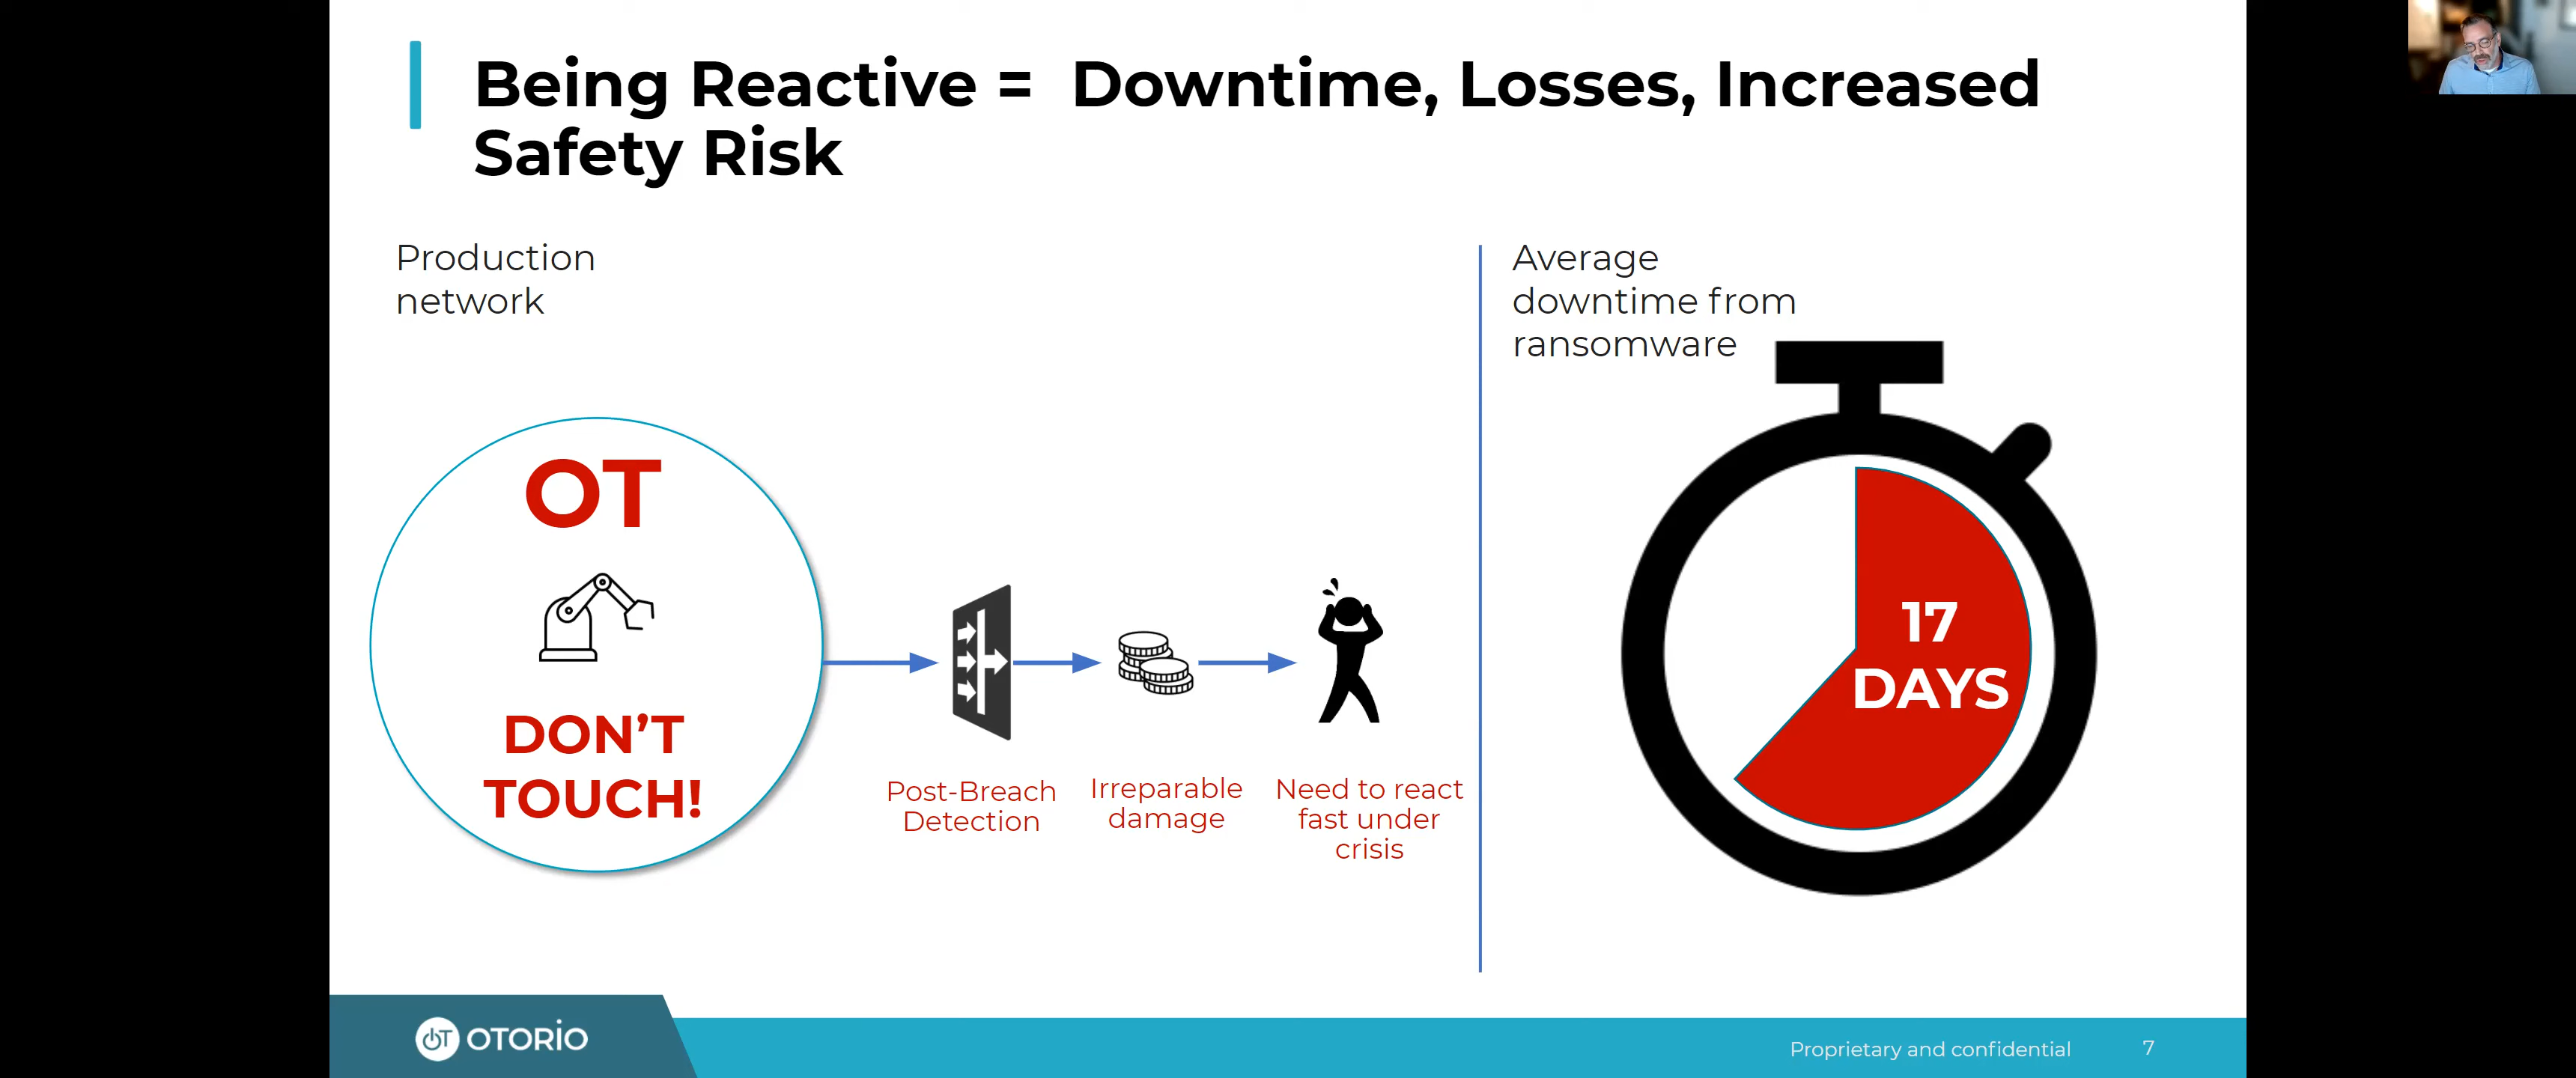 Being Reactive = Downtime, Losses, Increased
Safety Risk
Production
network
OT
DON'T
TOUCH!
Post-Breach
Detection
Irreparable
damage
Need to react
fast under
crisis
Average
downtime from
ransomware
17
DAYS
OT OTORIO
Proprietary and confidential 7